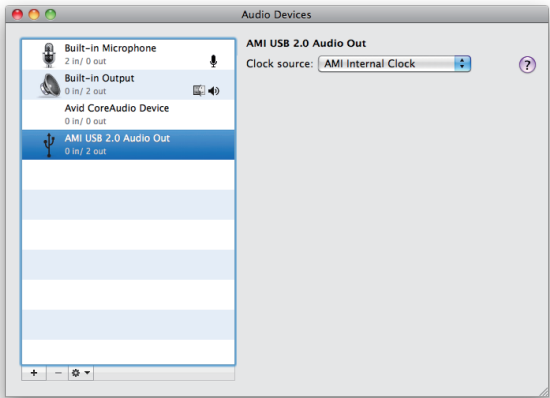 Audio Devices
Built-in Microphone
2 in/ 0 out
Built-in Output
0 in/ 2 out
Avid CoreAudio Device
0 in/ 0 out
AMI USB 2.0 Audio Out
0 in/ 2 out
AMI USB 2.0 Audio Out
Clock source: AMI Internal Clock
?
+ −